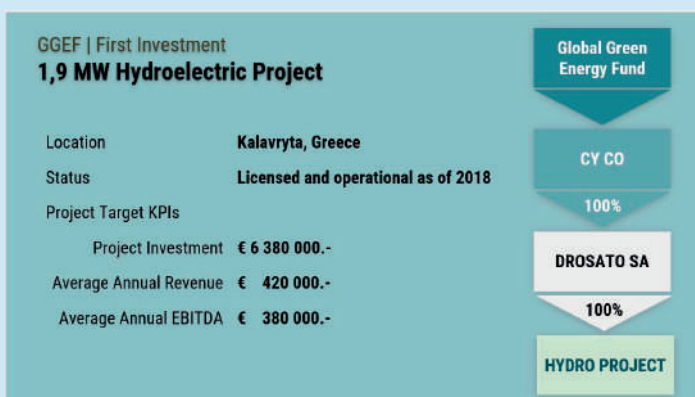 GGEF | First Investment
1,9 MW Hydroelectric Project
Location Kalavryta, Greece
Status Licensed and operational as of 2018
Project Target KPIs
Project Investment € 6 380 000.-
Average Annual Revenue € 420 000.-
Average Annual EBITDA € 380 000.-
Global Green
Energy Fund
CY CO
100%
DROSATO SA
100%
HYDRO PROJECT